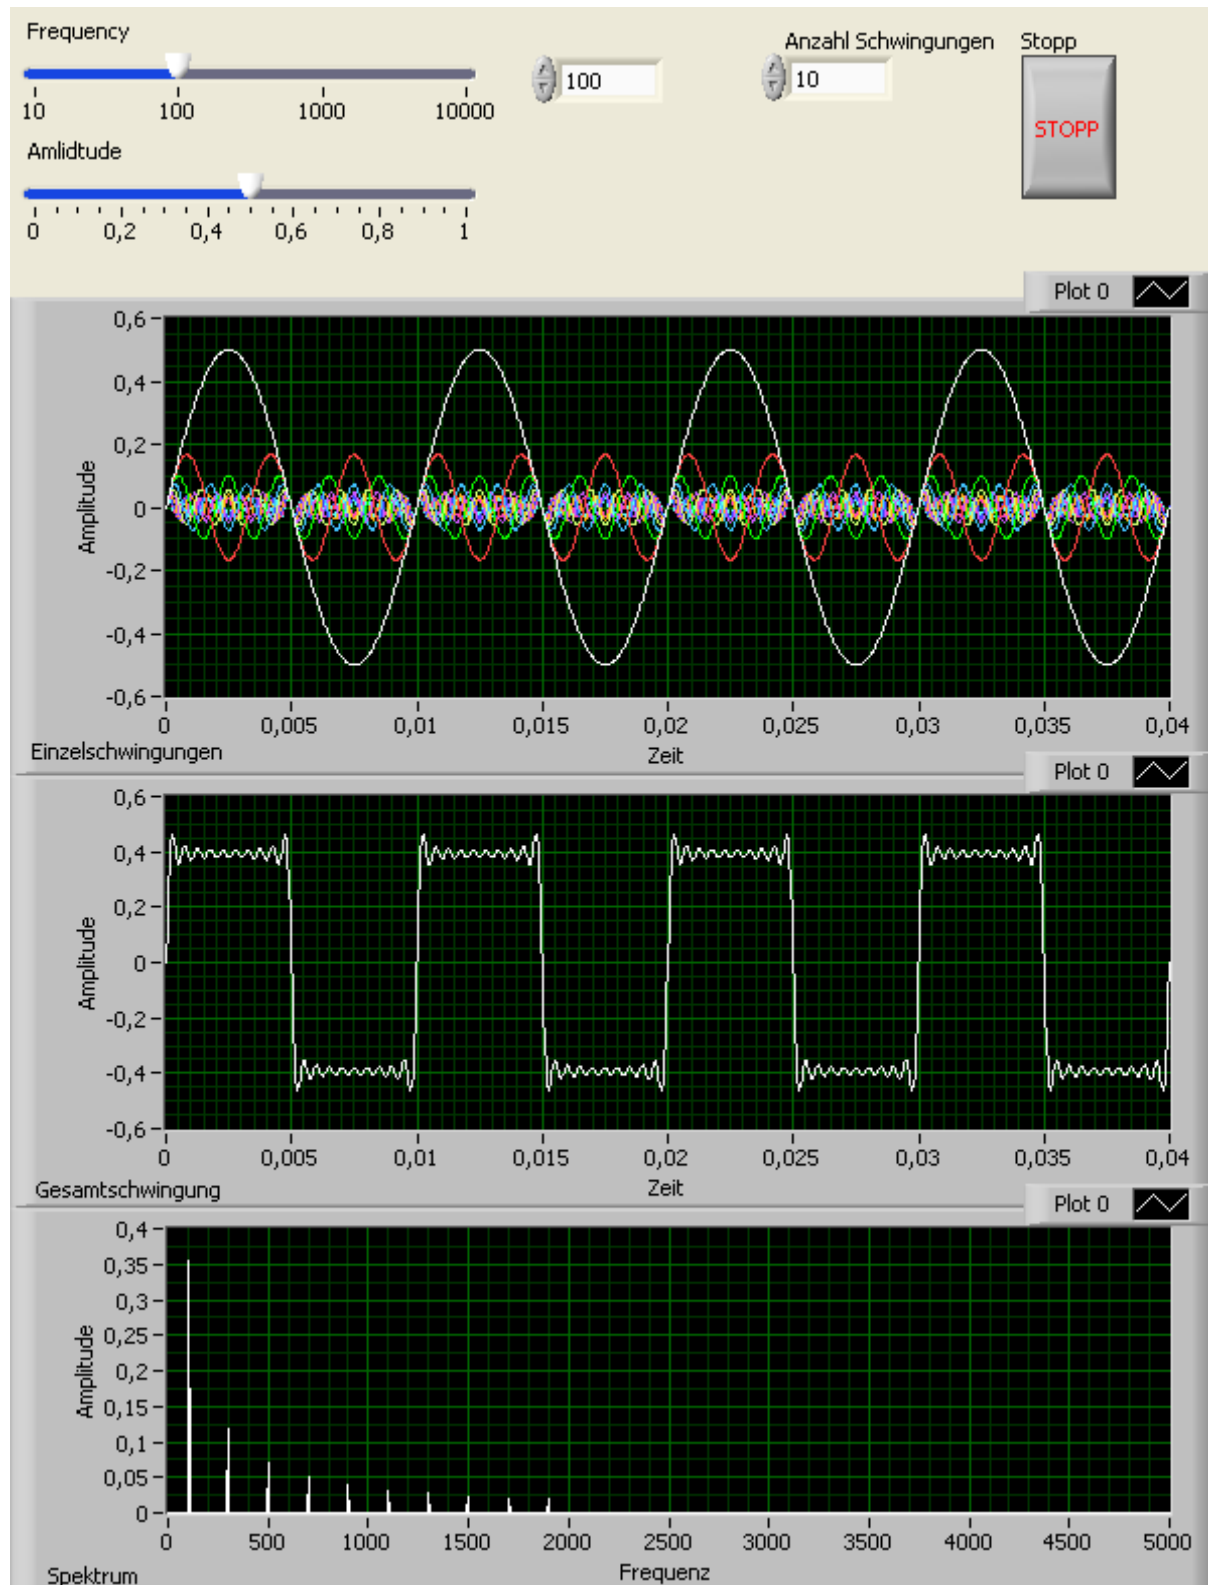 Frequency
10 100 1000 10000
100
Anzahl Schwingungen
10
Stopp
STOPP
Amlidtude
0 0,2 0,4 0,6 0,8 1
Plot 0
0,6
0,4
0,2
0
-0,2
-0,4
-0,6
Amplitude
0 0,005 0,01 0,015 0,02 0,025 0,03 0,035 0,04
Zeit
Einzelschwingungen
Plot 0
0,6
0,4
0,2
0
-0,2
-0,4
-0,6
Amplitude
0 0,005 0,01 0,015 0,02 0,025 0,03 0,035 0,04
Zeit
Gesamtschwingung
Plot 0
0,4
0,35
0,3
0,25
0,2
0,15
0,1
0,05
0
Amplitude
0 500 1000 1500 2000 2500 3000 3500 4000 4500 5000
Frequenz
Spektrum